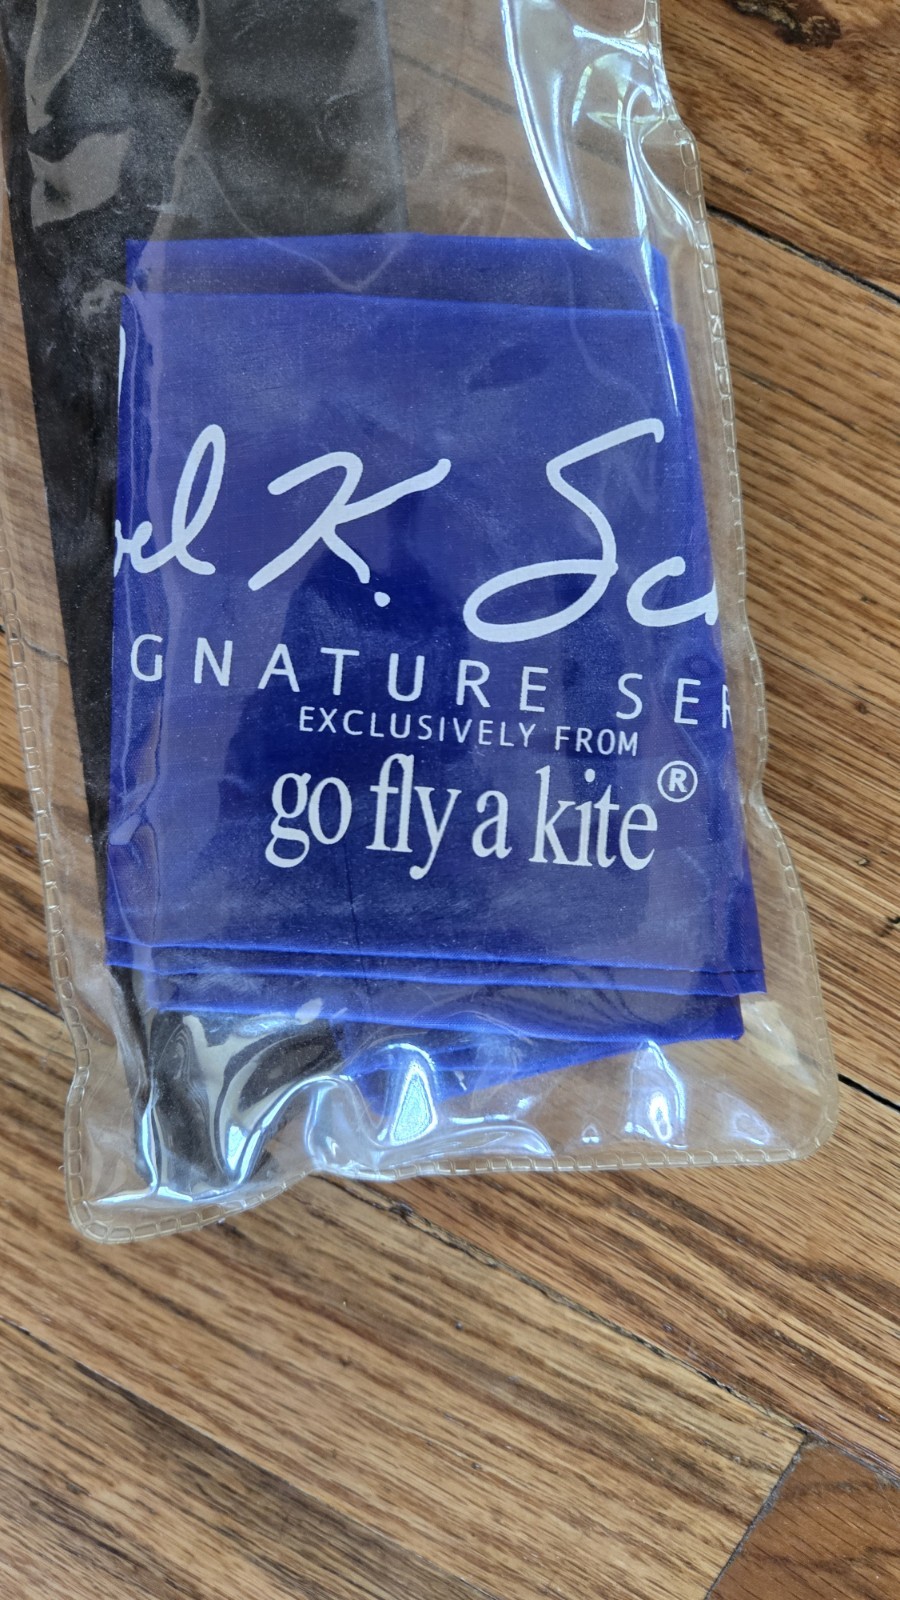 el K. Sc
GNATURE SER
EXCLUSIVELY FROM
go fly a kite®